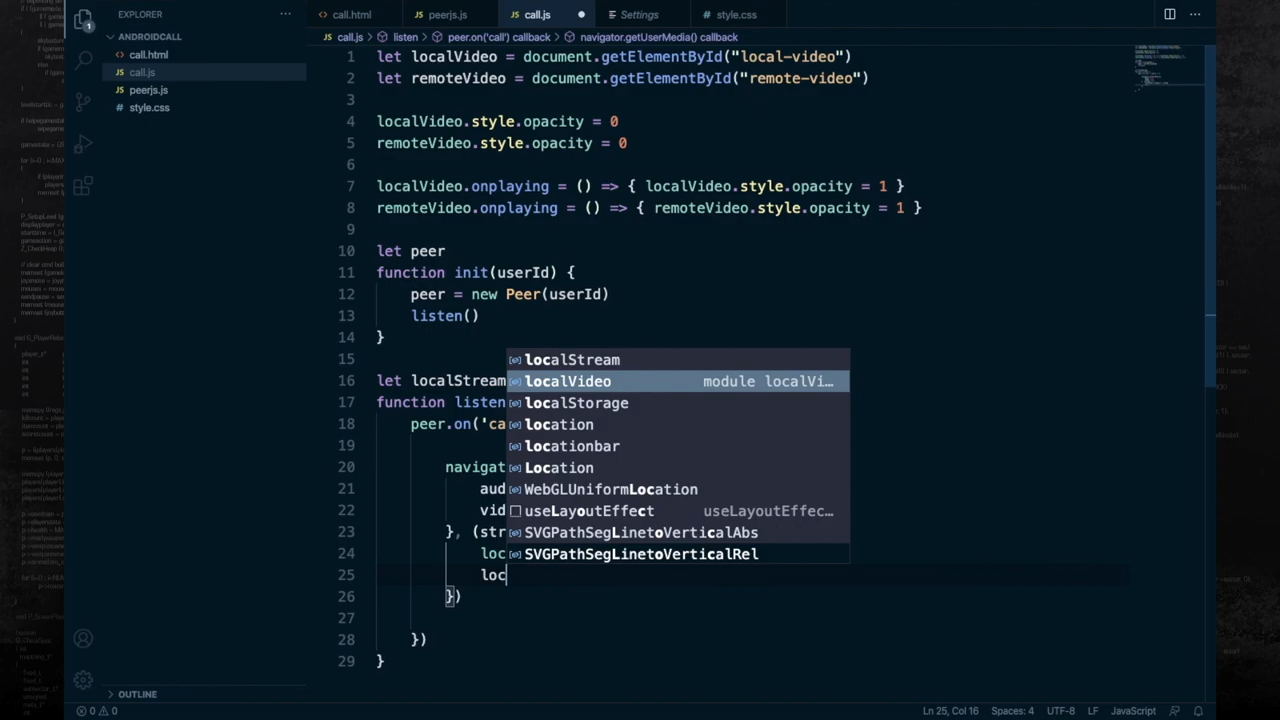 EXPLORER
ANDROIDCALL
call.html
call.js
peerjs.js
# style.css
OUTLINE
1
call.html peerjs.js call.js Settings # style.css
call.js > listen > peer.on('call') callback > navigator.getUserMedia() callback
1 let localVideo = document.getElementById("local-video")
2 let remoteVideo = document.getElementById("remote-video")
3
4 localVideo.style.opacity = 0
5 remoteVideo.style.opacity = 0
6
7 localVideo.onplaying = () => { localVideo.style.opacity = 1 }
8 remoteVideo.onplaying = () => { remoteVideo.style.opacity = 1 }
9
10 let peer
11 function init(userId) {
12 peer = new Peer(userId)
13 listen()
14 }
15
16 let localStream
17 function listen
18 peer.on('ca
19
20 navigat
21 aud
22 vid
23 }, (str
24 loc
25 loc
26 })
27
28 })
29 }
localStream
localVideo module localVi...
localStorage
location
locationbar
Location
WebGLUniformLocation
useLayoutEffect useLayoutEffec...
SVGPathSegLinetoVerticalAbs
SVGPathSegLinetoVerticalRel
0 0 Ln 25, Col 16 Spaces: 4 UTF-8 LF JavaScript